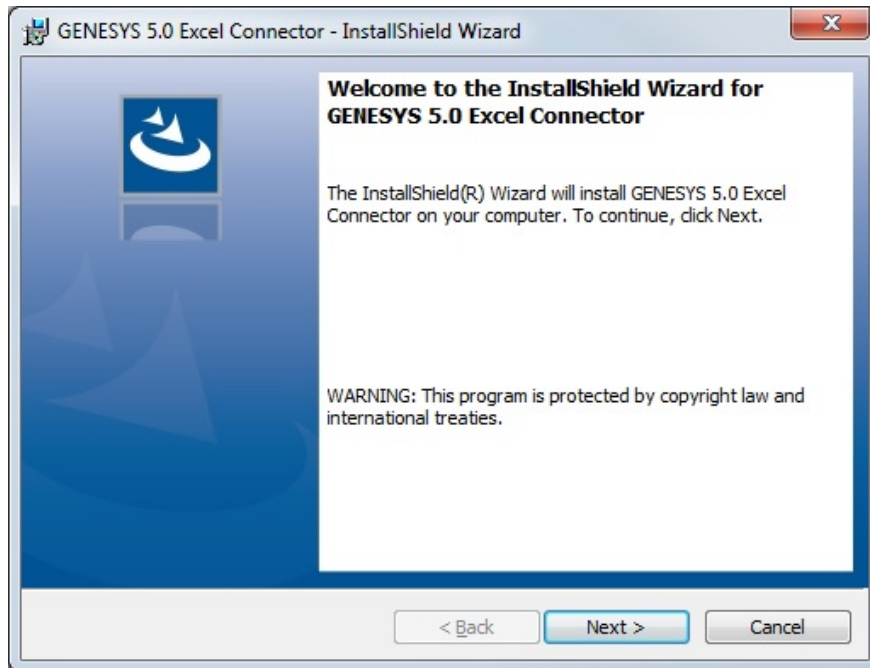 GENESYS 5.0 Excel Connector - InstallShield Wizard
Welcome to the InstallShield Wizard for
GENESYS 5.0 Excel Connector
The InstallShield(R) Wizard will install GENESYS 5.0 Excel
Connector on your computer. To continue, click Next.
WARNING: This program is protected by copyright law and
international treaties.
< Back
Next >
Cancel